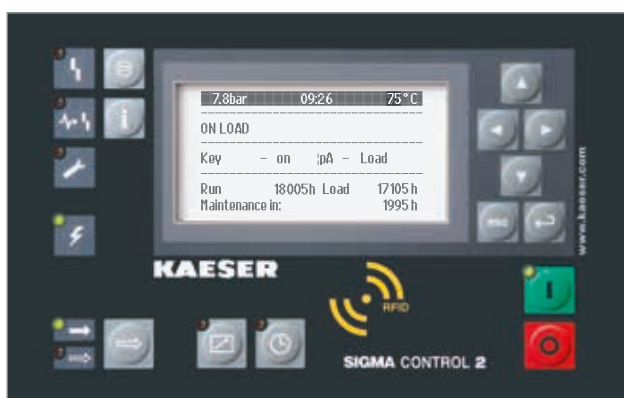 7.8bar 09:26 75°C
ON LOAD
Key - on ¦pA - Load
Run 18005h Load 17105h
Maintenance in: 1995h
esc
www.kaeser.com
KAESER
RFID
I
SIGMA CONTROL 2